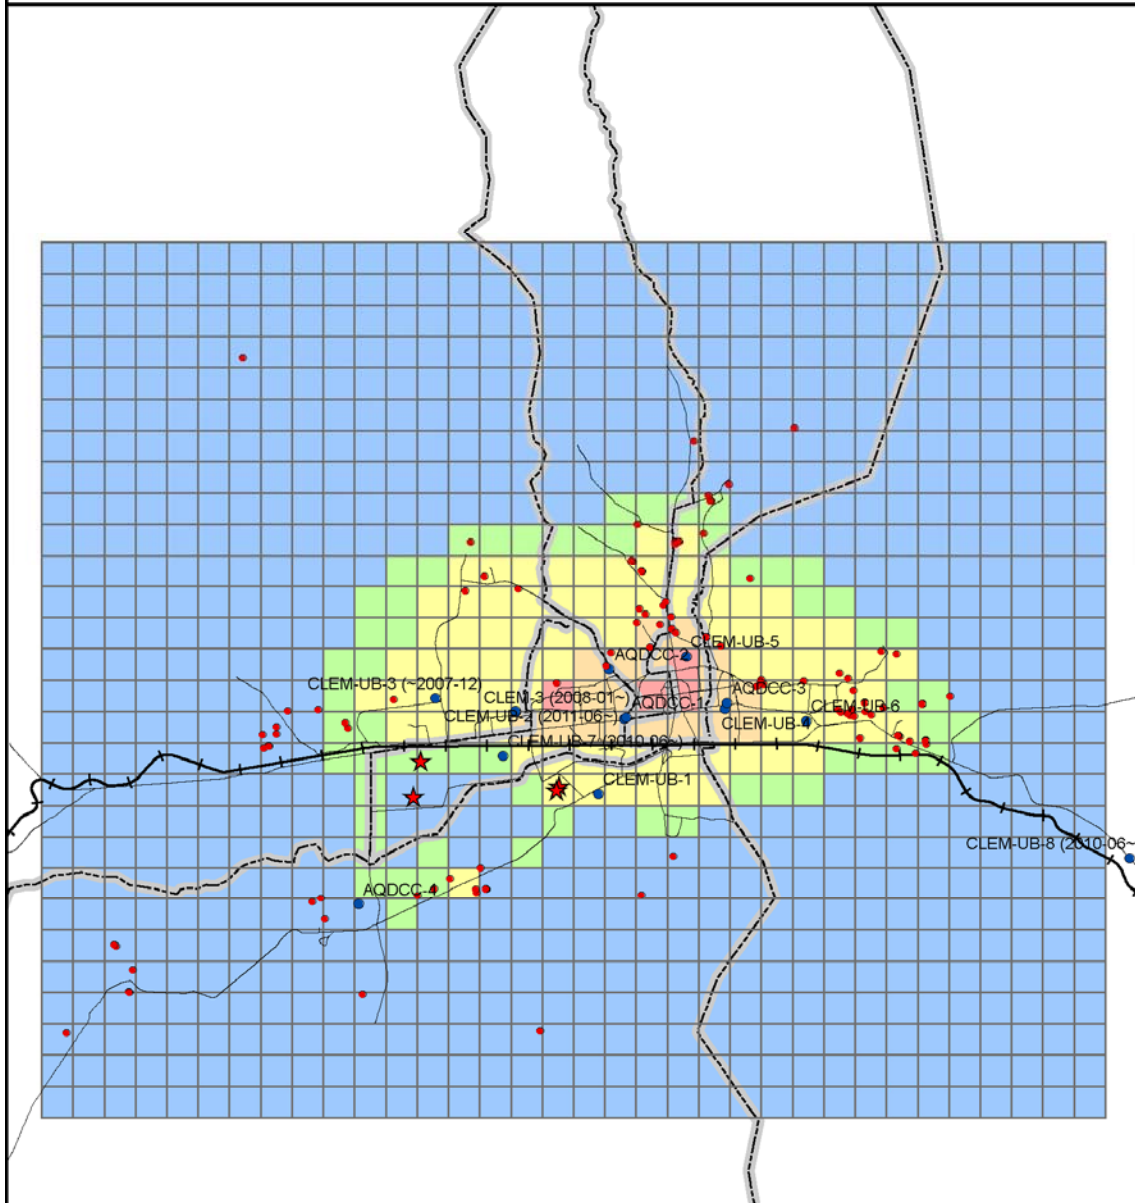 CLEM-UB-5
AQDCC-2
CLEM-UB-3 (~2007-12)
AQDCC-3
CLEM-3 (2008-01~)
AQDCC-1
CLEM-UB-6
CLEM-UB-2 (2011-06~)
CLEM-UB-4
CLEM-UB-7 (2010-06~)
CLEM-UB-1
CLEM-UB-8 (2010-06~
AQDCC-4